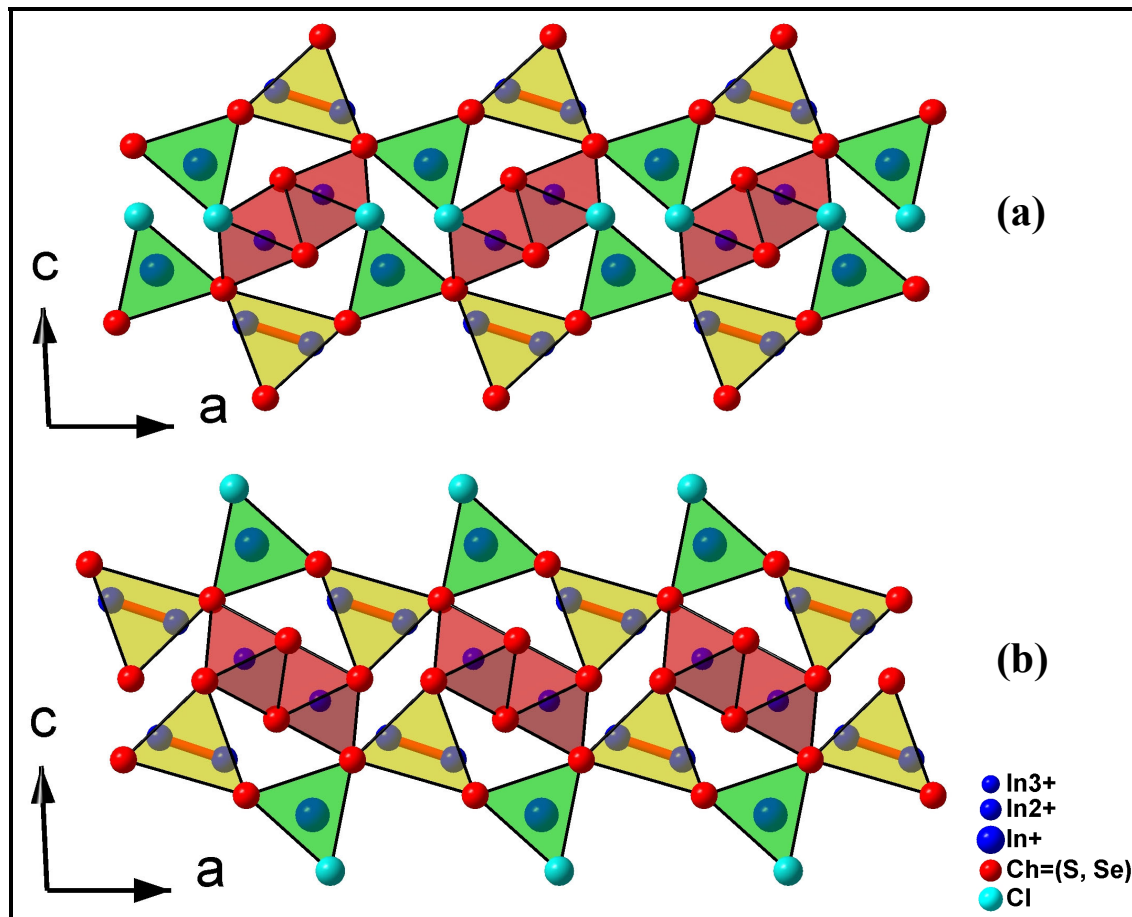 (a)
c
a
(b)
c
a
In3+
In2+
In+
Ch=(S, Se)
Cl